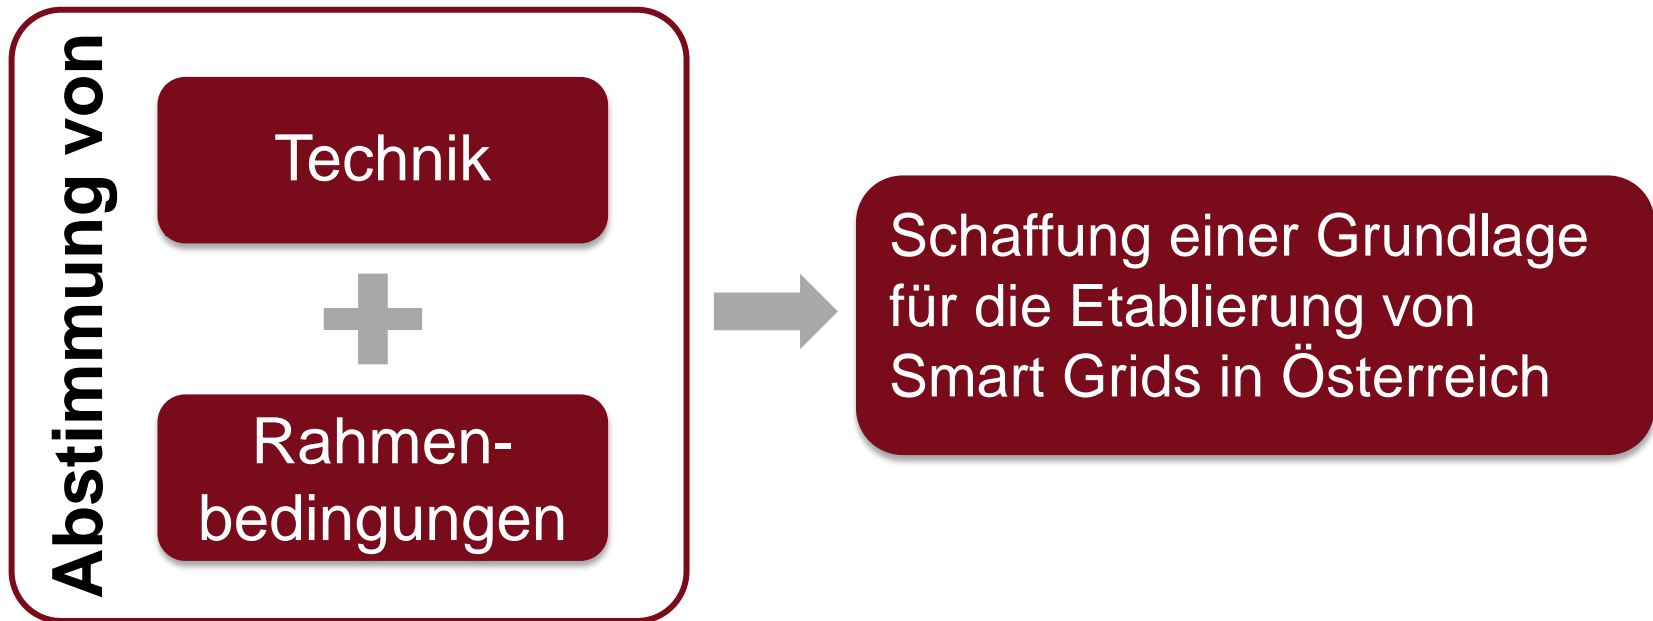 Abstimmung von
Technik
Rahmen-
bedingungen
Schaffung einer Grundlage
für die Etablierung von
Smart Grids in Österreich